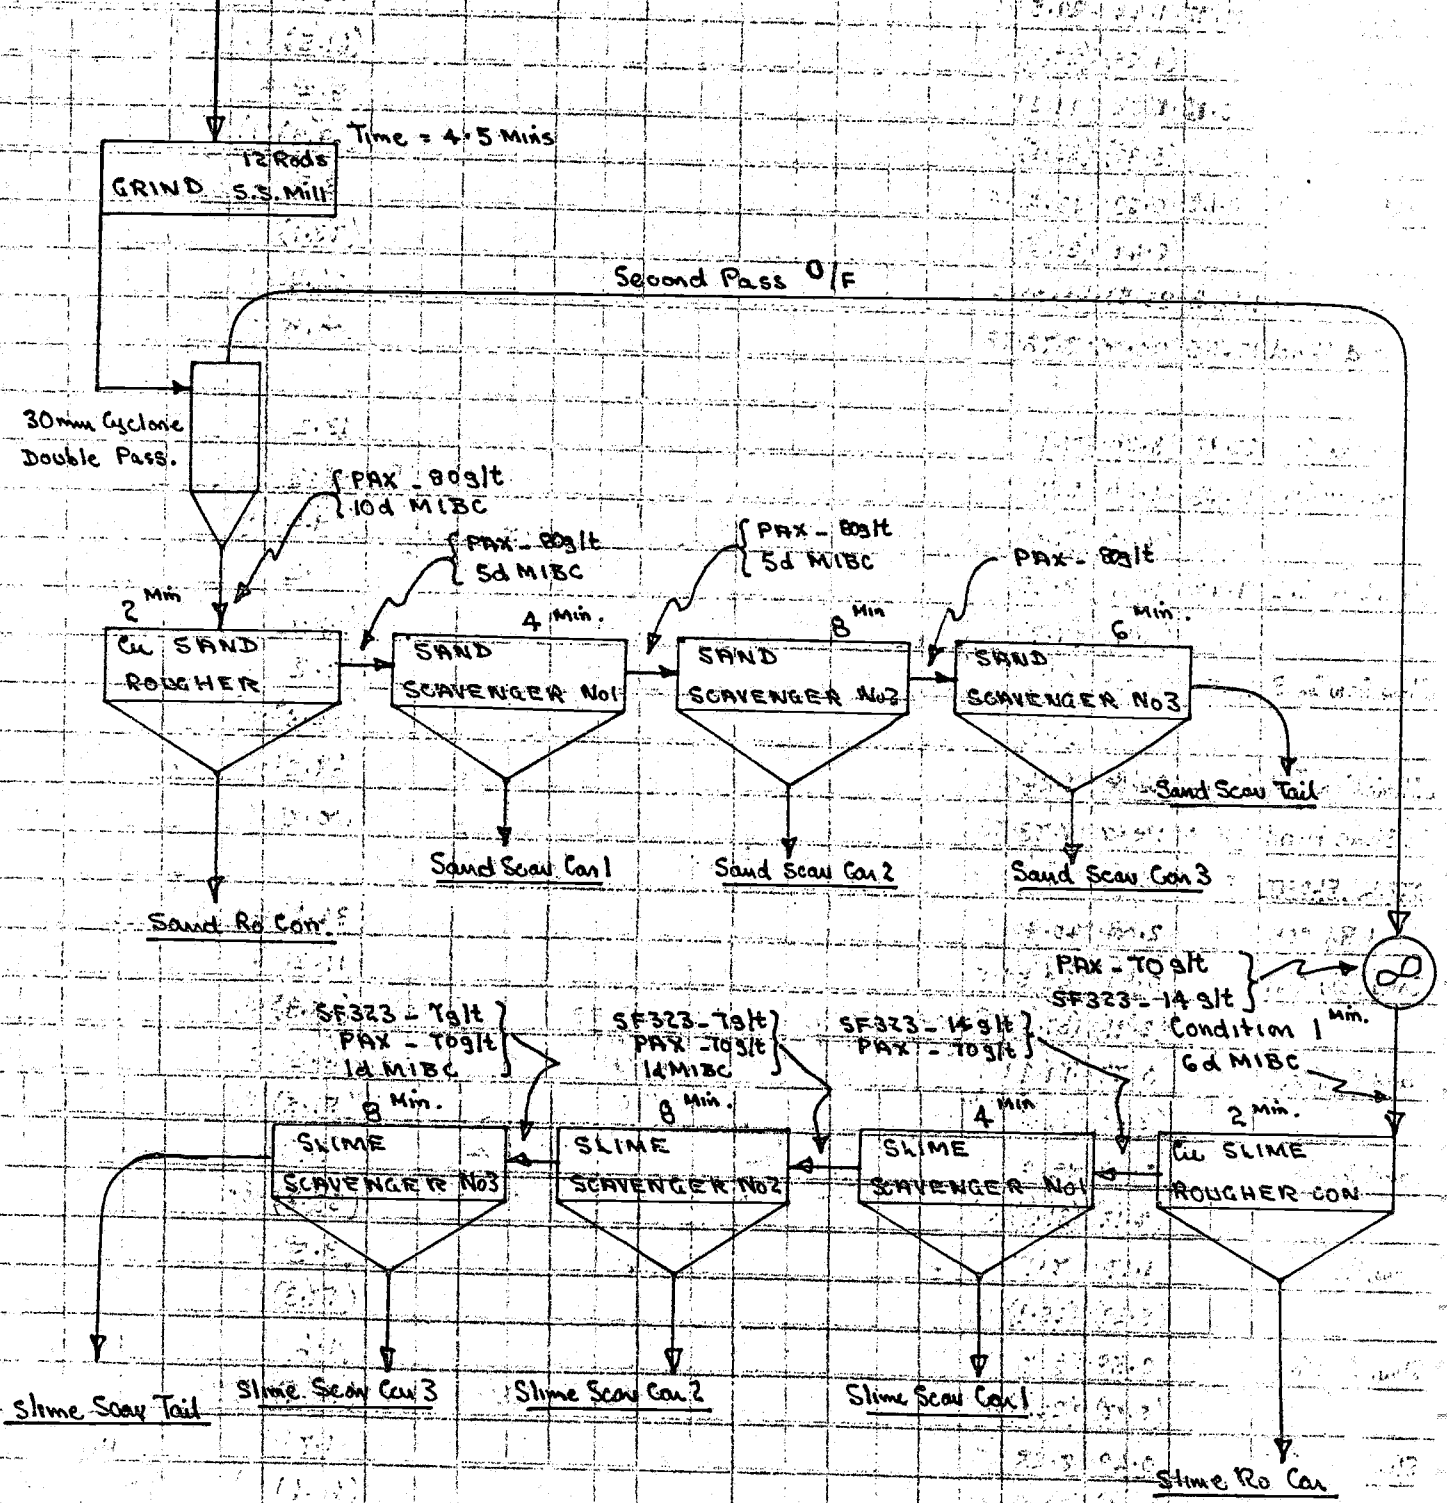 Time = 4.5 Mins
12 Rods
GRIND S.S. Mill
Second Pass O/F
30mm Cyclone
Double Pass.
PAX - 80g/t
10d MIBC
PAX - 80g/t
5d MIBC
PAX - 80g/t
5d MIBC
PAX - 80g/t
2 Min
4 Min.
8 Min
6 Min.
Cu SAND
ROUGHER
SAND
SCAVENGER No1
SAND
SCAVENGER No2
SAND
SCAVENGER No3
Sand Scav Tail
Sand Scav Con 1
Sand Scav Con 2
Sand Scav Con 3
Sand Ro Con.
PAX - 70 g/t
SF323 - 14 g/t
Condition 1 Min.
6d MIBC
SF323 - 7g/t
PAX - 70g/t
1d MIBC
SF323 - 7g/t
PAX - 70g/t
1d MIBC
SF323 - 14g/t
PAX - 70g/t
8 Min.
8 Min.
4 Min
2 Min.
SLIME
SCAVENGER No3
SLIME
SCAVENGER No2
SLIME
SCAVENGER No1
Cu SLIME
ROUGHER CON
Slime Scav Tail
Slime Scav Con 3
Slime Scav Con 2
Slime Scav Con 1
Slime Ro Con